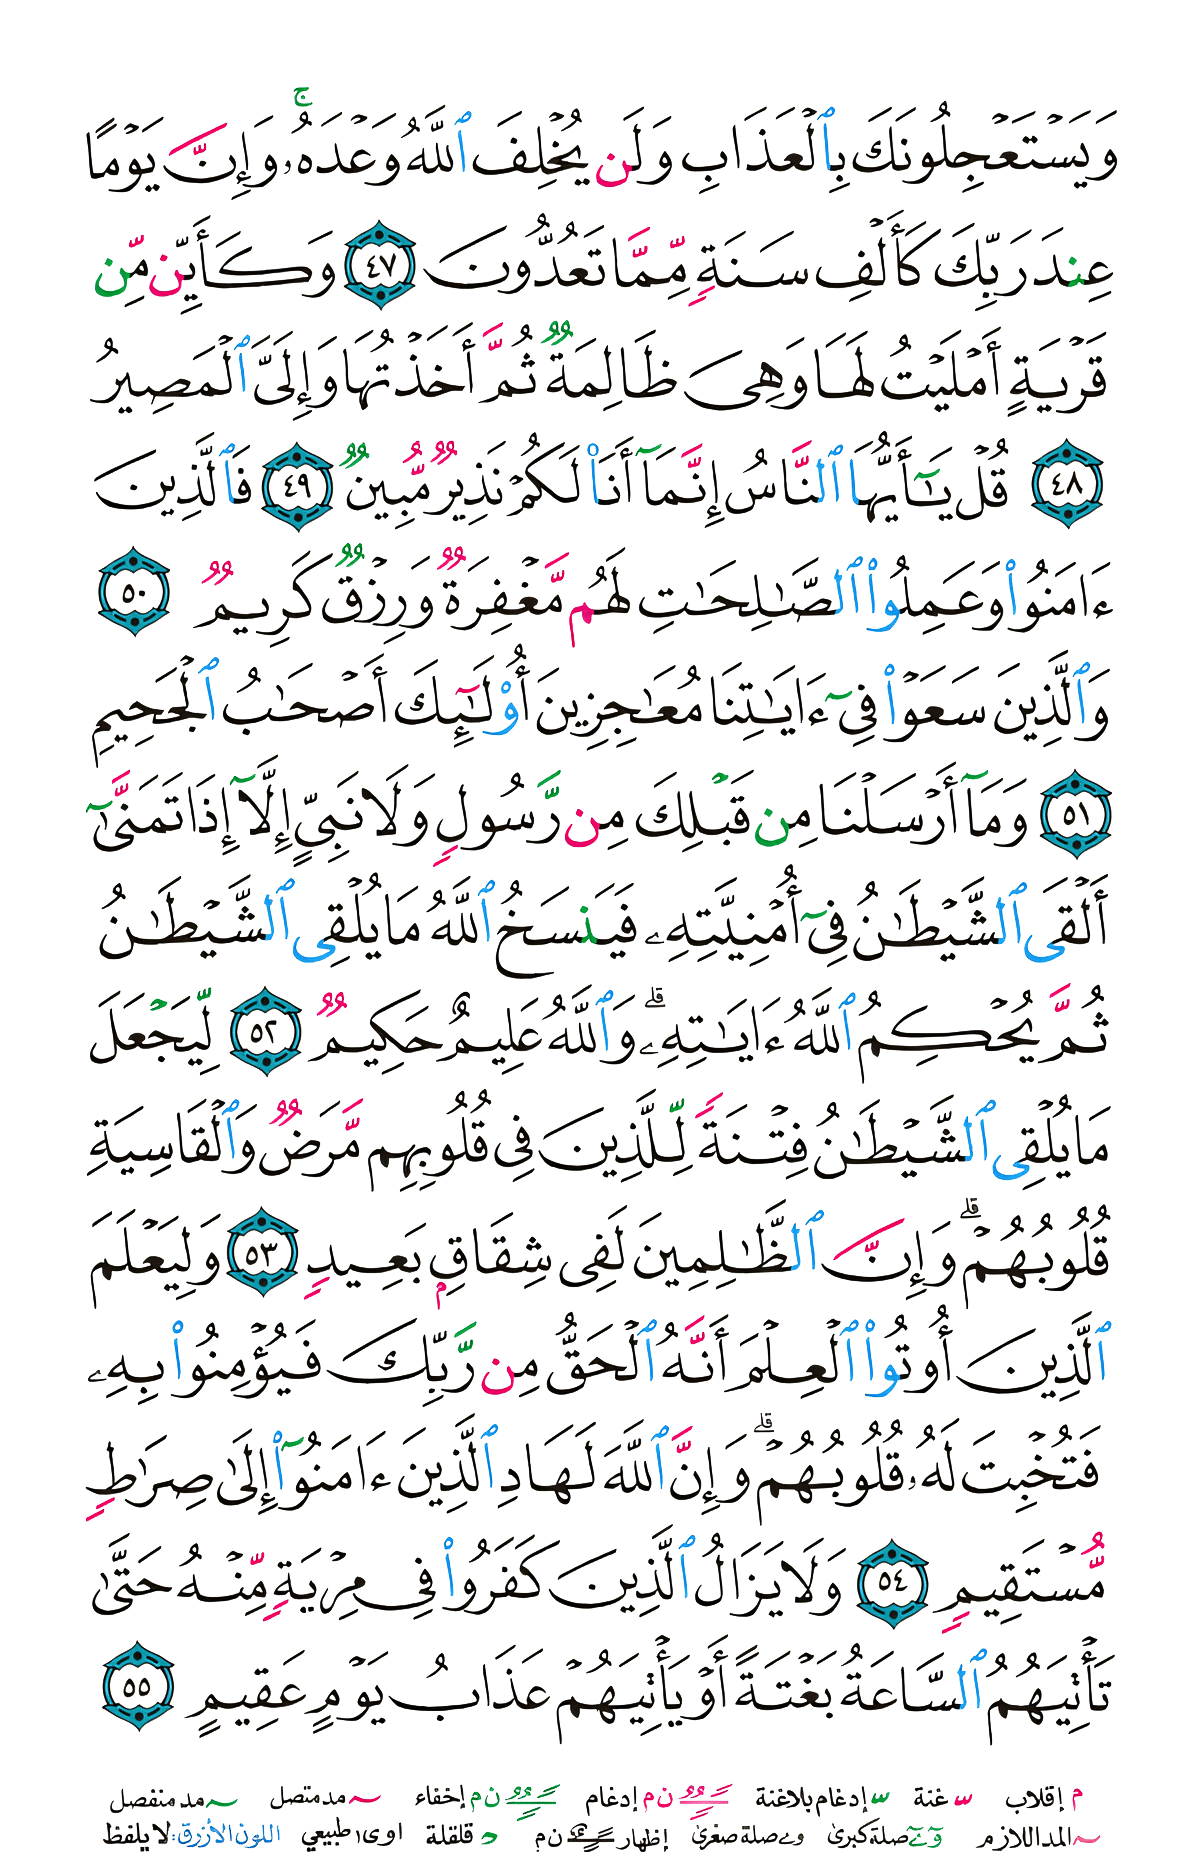 وَيَسْتَعْجِلُونَكَ بِٱلْعَذَابِ وَلَن يُخْلِفَ ٱللَّهُ وَعْدَهُۥۚ وَإِنَّ يَوْمًا
عِندَ رَبِّكَ كَأَلْفِ سَنَةٍ مِّمَّا تَعُدُّونَ ٤٧ وَكَأَيِّن مِّن
قَرْيَةٍ أَمْلَيْتُ لَهَا وَهِىَ ظَالِمَةٌ ثُمَّ أَخَذْتُهَا وَإِلَىَّ ٱلْمَصِيرُ
٤٨ قُلْ يَـٰٓأَيُّهَا ٱلنَّاسُ إِنَّمَآ أَنَا۠ لَكُمْ نَذِيرٌ مُّبِينٌ ٤٩ فَٱلَّذِينَ
ءَامَنُوا۟ وَعَمِلُوا۟ ٱلصَّـٰلِحَـٰتِ لَهُم مَّغْفِرَةٌ وَرِزْقٌ كَرِيمٌ ٥٠
وَٱلَّذِينَ سَعَوْا۟ فِىٓ ءَايَـٰتِنَا مُعَـٰجِزِينَ أُو۟لَـٰٓئِكَ أَصْحَـٰبُ ٱلْجَحِيمِ
٥١ وَمَآ أَرْسَلْنَا مِن قَبْلِكَ مِن رَّسُولٍ وَلَا نَبِىٍّ إِلَّآ إِذَا تَمَنَّىٰٓ
أَلْقَى ٱلشَّيْطَـٰنُ فِىٓ أُمْنِيَّتِهِۦ فَيَنسَخُ ٱللَّهُ مَا يُلْقِى ٱلشَّيْطَـٰنُ
ثُمَّ يُحْكِمُ ٱللَّهُ ءَايَـٰتِهِۦۗ وَٱللَّهُ عَلِيمٌ حَكِيمٌ ٥٢ لِّيَجْعَلَ
مَا يُلْقِى ٱلشَّيْطَـٰنُ فِتْنَةً لِّلَّذِينَ فِى قُلُوبِهِم مَّرَضٌ وَٱلْقَاسِيَةِ
قُلُوبُهُمْۗ وَإِنَّ ٱلظَّـٰلِمِينَ لَفِى شِقَاقٍۭ بَعِيدٍ ٥٣ وَلِيَعْلَمَ
ٱلَّذِينَ أُوتُوا۟ ٱلْعِلْمَ أَنَّهُ ٱلْحَقُّ مِن رَّبِّكَ فَيُؤْمِنُوا۟ بِهِۦ
فَتُخْبِتَ لَهُۥ قُلُوبُهُمْۗ وَإِنَّ ٱللَّهَ لَهَادِ ٱلَّذِينَ ءَامَنُوٓا۟ إِلَىٰ صِرَٰطٍ
مُّسْتَقِيمٍ ٥٤ وَلَا يَزَالُ ٱلَّذِينَ كَفَرُوا۟ فِى مِرْيَةٍ مِّنْهُ حَتَّىٰ
تَأْتِيَهُمُ ٱلسَّاعَةُ بَغْتَةً أَوْ يَأْتِيَهُمْ عَذَابُ يَوْمٍ عَقِيمٍ ٥٥
م إقلاب غنة إدغام بلاغنة ن م إدغام ن م إخفاء مد متصل مد منفصل
المد اللازم صلة كبرى وے صلة صغرى إظهار ن م قلقلة اوى طبيعي اللون الأزرق: لا يلفظ